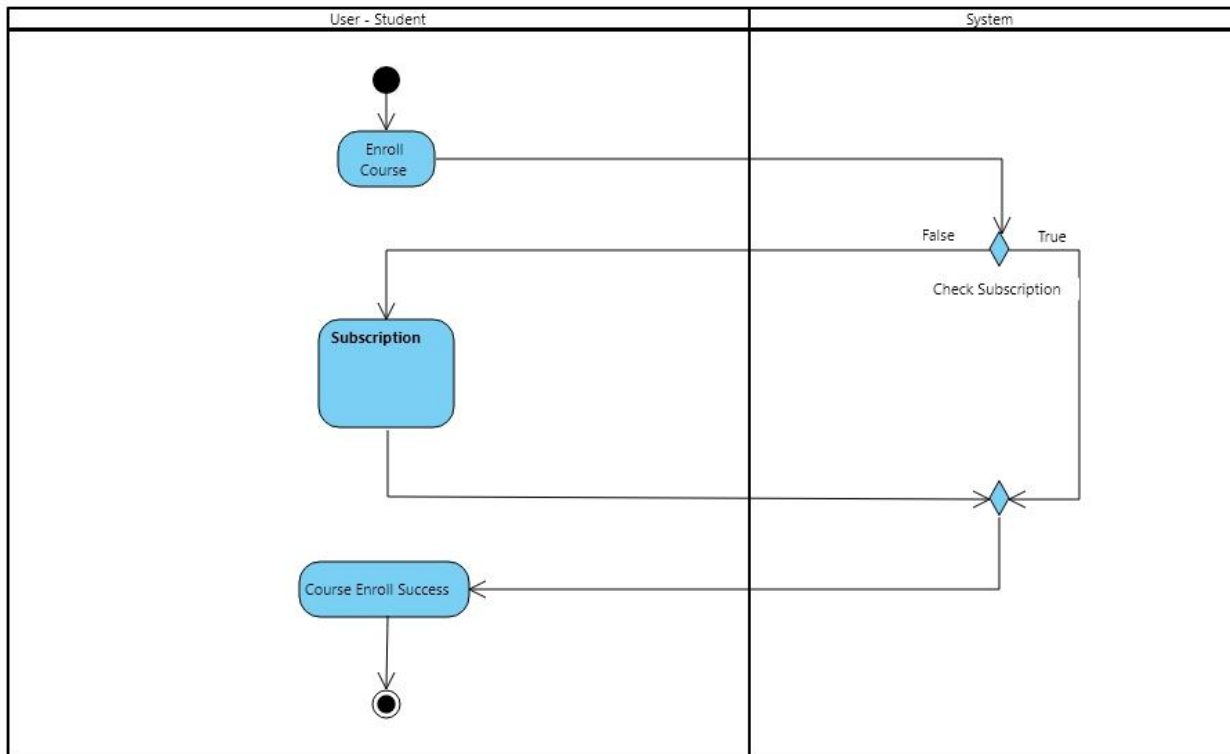 User - Student
System
Enroll
Course
False
True
Check Subscription
Subscription
Course Enroll Success